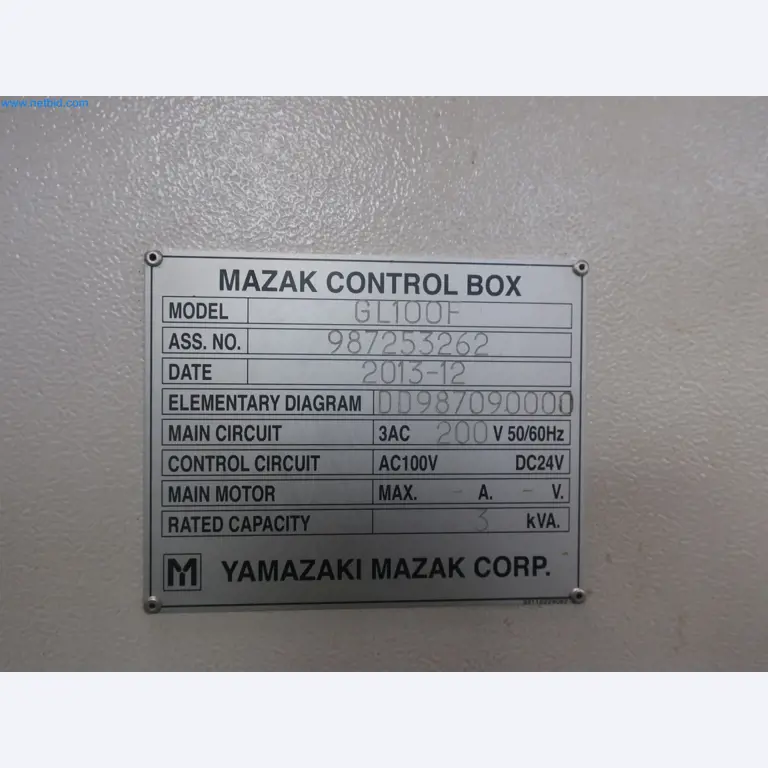 www.netbid.com
MAZAK CONTROL BOX
MODEL GL100F
ASS. NO. 987253262
DATE 2013-12
ELEMENTARY DIAGRAM DD987090000
MAIN CIRCUIT 3AC 200 V 50/60Hz
CONTROL CIRCUIT AC100V DC24V
MAIN MOTOR MAX. - A. - V.
RATED CAPACITY 3 kVA.
M YAMAZAKI MAZAK CORP.